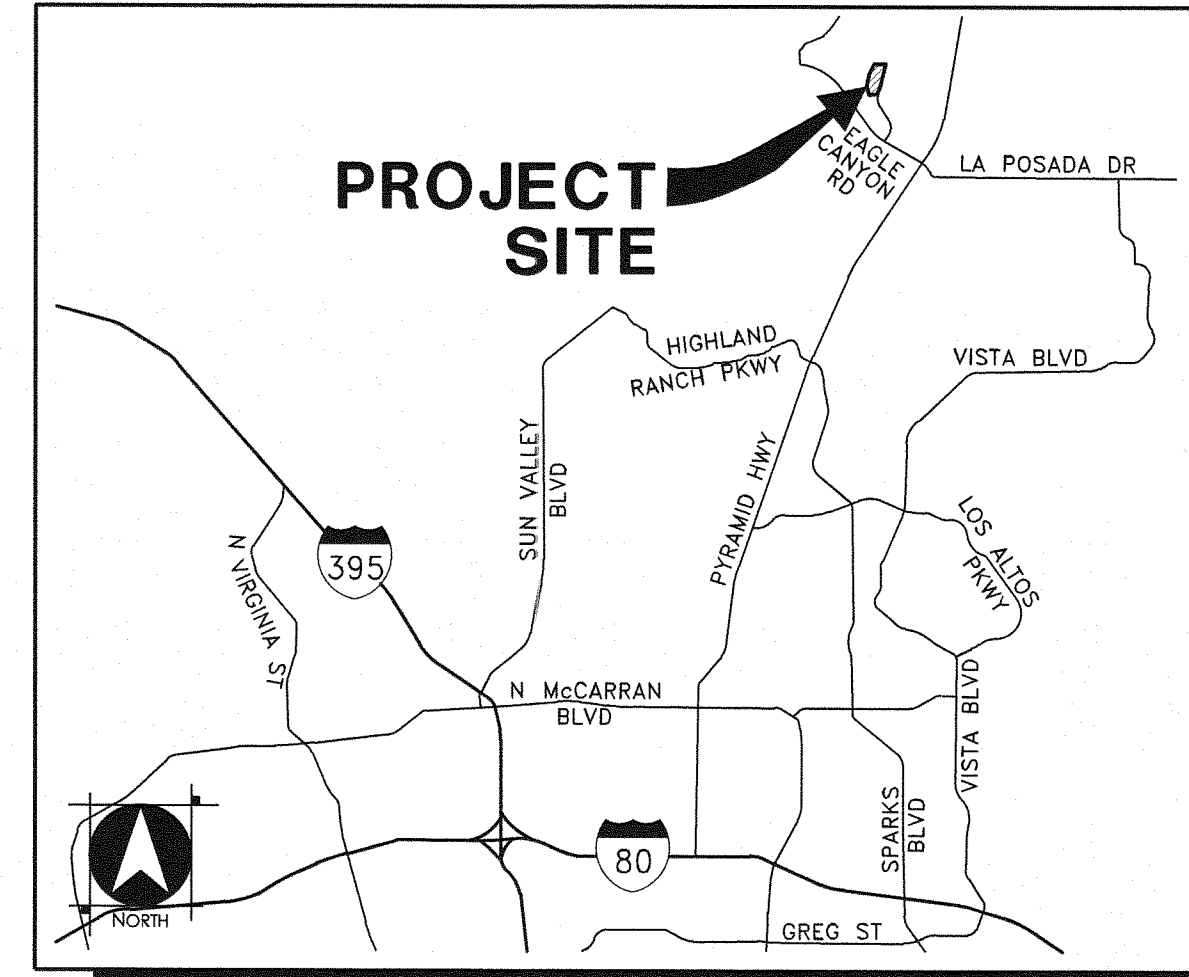 PROJECT
SITE
EAGLE
CANYON
RD
LA POSADA DR
HIGHLAND
RANCH PKWY
VISTA BLVD
SUN VALLEY
BLVD
PYRAMID HWY
LOS ALTOS
PKWY
395
N VIRGINIA ST
N McCARRAN
BLVD
VISTA BLVD
SPARKS
BLVD
80
NORTH
GREG ST